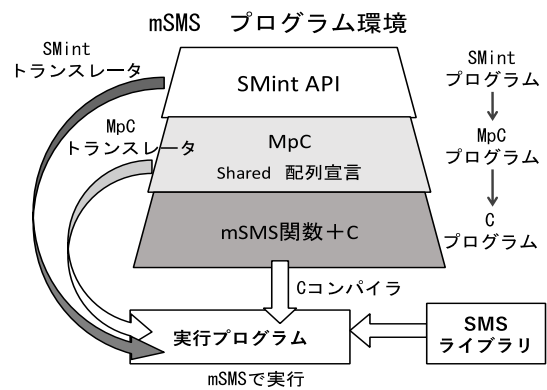 mSMS プログラム環境
SMint
トランスレータ
SMint API
SMint
プログラム
MpC
トランスレータ
MpC
Shared 配列宣言
MpC
プログラム
mSMS関数＋C
C
プログラム
Cコンパイラ
実行プログラム
SMS
ライブラリ
mSMSで実行